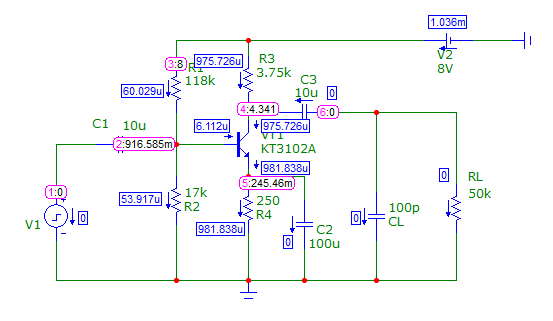 1.036m
V2
8V
3:8
R1
118k
975.726u
R3
3.75k
60.029u
C3
10u
0
4:4.341
6:0
C1
10u
6.112u
975.726u
VT1
KT3102A
2:916.585m
981.838u
5:245.46m
RL
50k
0
1:0
V1
0
53.917u
17k
R2
250
R4
981.838u
0
C2
100u
0
100p
CL